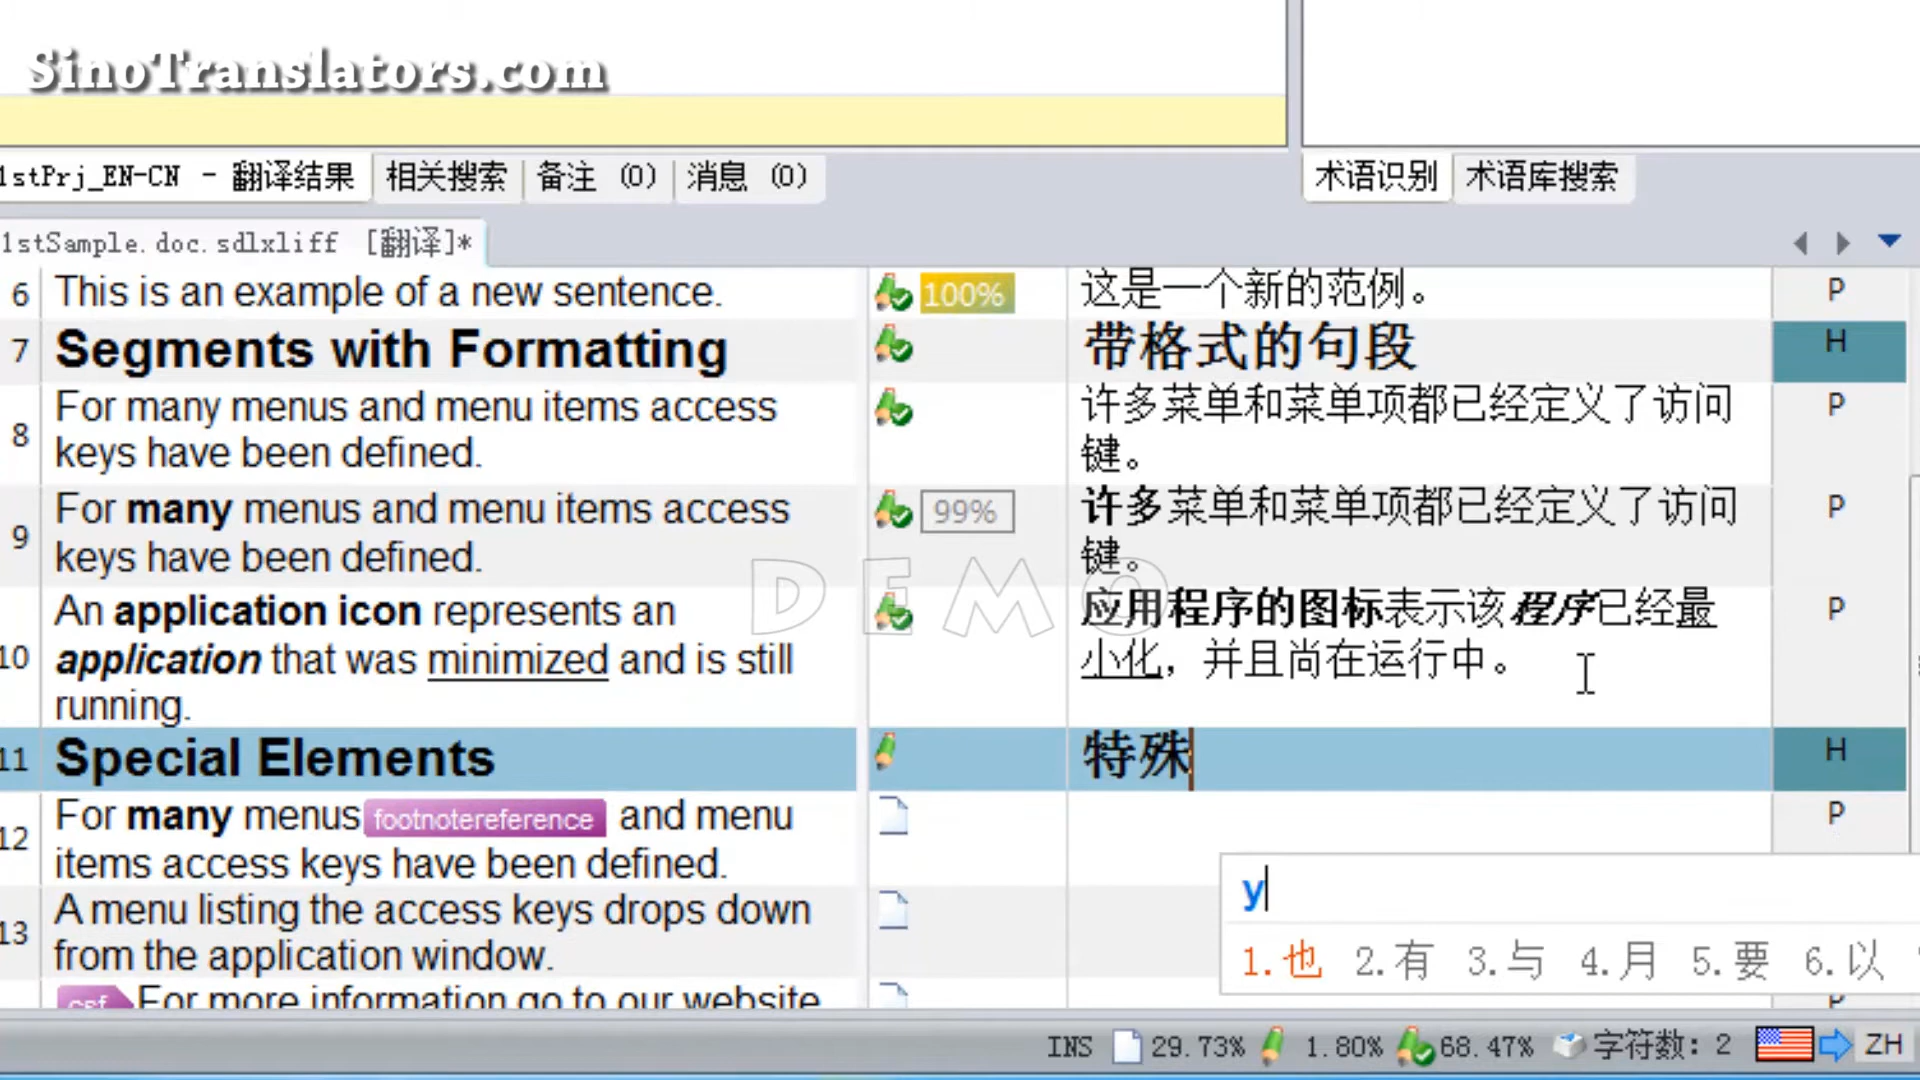 SinoTranslators.com
1stPrj_EN-CN - 翻译结果 相关搜索 备注 (0) 消息 (0) 术语识别 术语库搜索
1stSample.doc.sdlxliff [翻译]*
6 This is an example of a new sentence. 100% 这是一个新的范例。 P
7 Segments with Formatting 带格式的句段 H
8 For many menus and menu items access
keys have been defined.
许多菜单和菜单项都已经定义了访问
键。
P
9 For many menus and menu items access
keys have been defined.
99%
许多菜单和菜单项都已经定义了访问
键。
P
DEMO
10 An application icon represents an
application that was minimized and is still
running.
应用程序的图标表示该程序已经最
小化，并且尚在运行中。
P
11 Special Elements 特殊 H
12 For many menus footnotereference and menu
items access keys have been defined.
P
13 A menu listing the access keys drops down
from the application window.
y
1.也 2.有 3.与 4.月 5.要 6.以
csf For more information go to our website P
INS 29.73% 1.80% 68.47% 字符数: 2 ZH